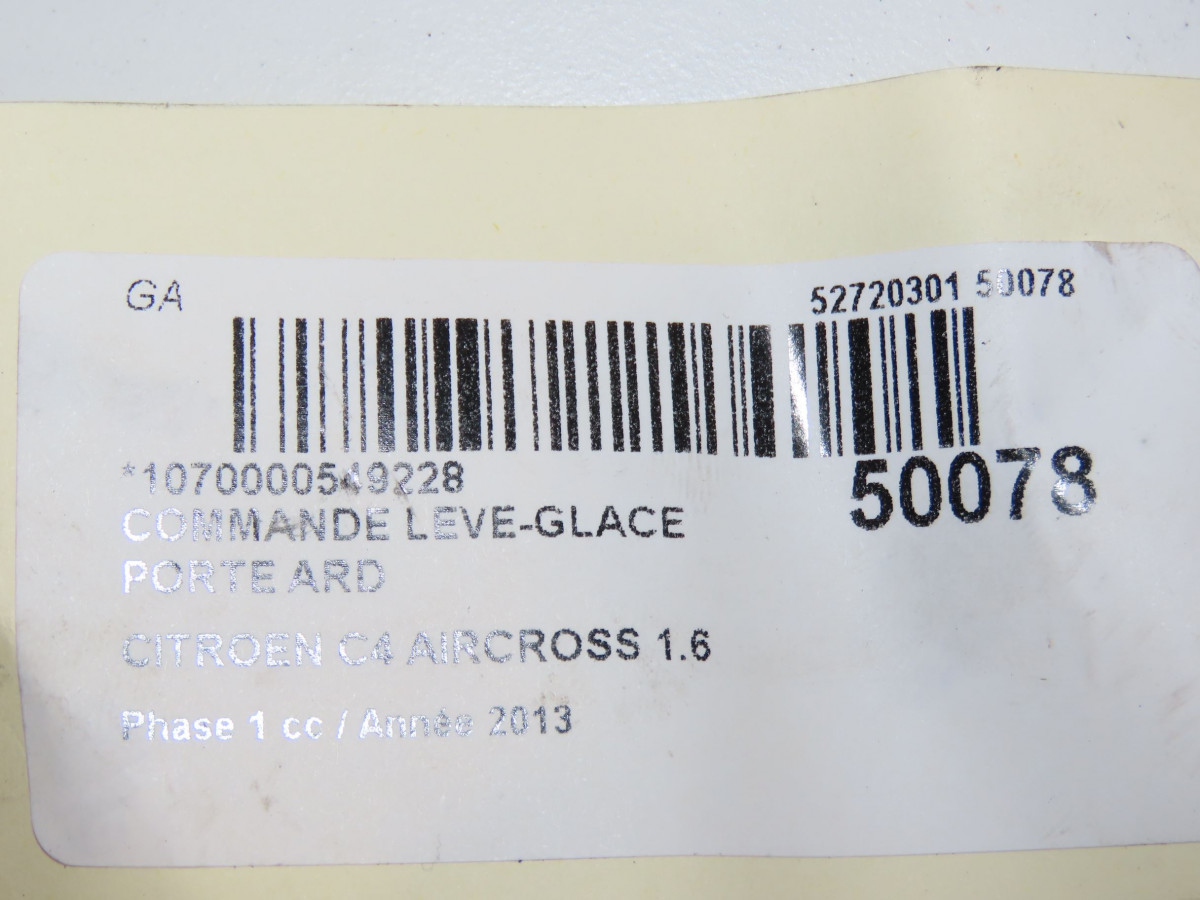 GA
52720301 50078
*1070000549228
50078
COMMANDE LEVE-GLACE
PORTE ARD
CITROEN C4 AIRCROSS 1.6
Phase 1 cc / Année 2013